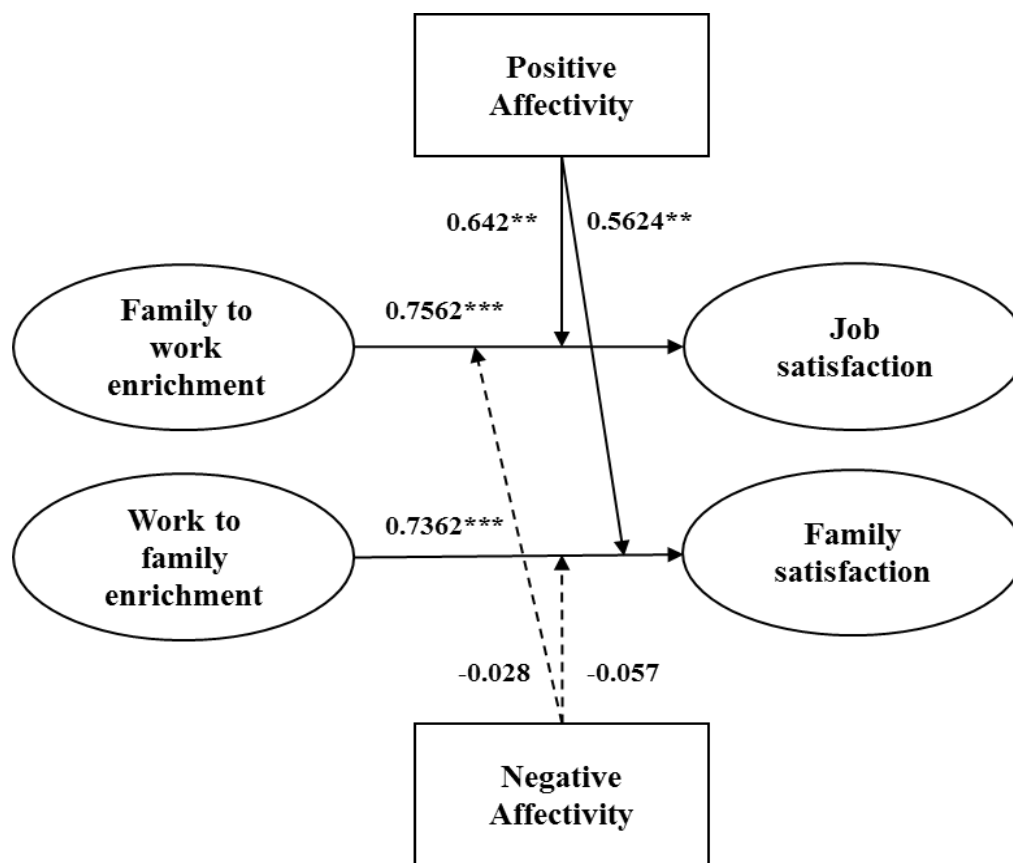 Positive
Affectivity
0.642**
0.5624**
Family to
work
enrichment
0.7562***
Job
satisfaction
Work to
family
enrichment
0.7362***
Family
satisfaction
-0.028
-0.057
Negative
Affectivity